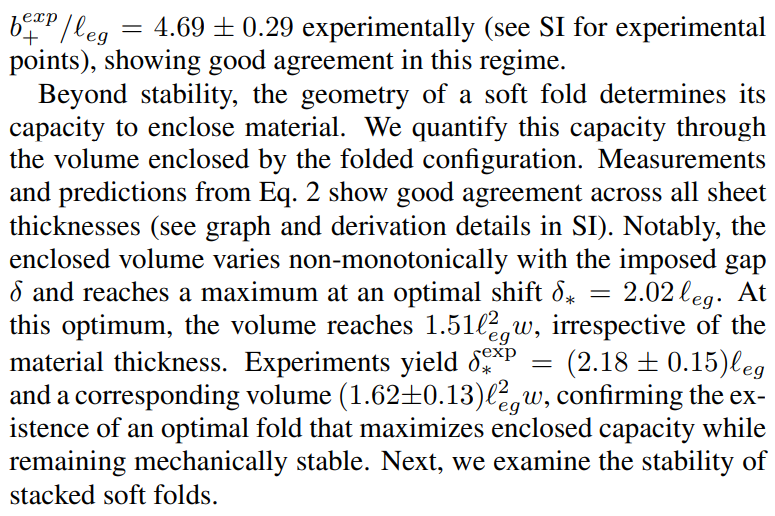 b₊ᵉˣᵖ/ℓₑg = 4.69 ± 0.29 experimentally (see SI for experimental
points), showing good agreement in this regime.
Beyond stability, the geometry of a soft fold determines its
capacity to enclose material. We quantify this capacity through
the volume enclosed by the folded configuration. Measurements
and predictions from Eq. 2 show good agreement across all sheet
thicknesses (see graph and derivation details in SI). Notably, the
enclosed volume varies non-monotonically with the imposed gap
δ and reaches a maximum at an optimal shift δ_* = 2.02 ℓ_{eg}. At
this optimum, the volume reaches 1.51ℓ²_{eg}w, irrespective of the
material thickness. Experiments yield δ_*^{exp} = (2.18 ± 0.15)ℓ_{eg}
and a corresponding volume (1.62±0.13)ℓ²_{eg}w, confirming the ex-
istence of an optimal fold that maximizes enclosed capacity while
remaining mechanically stable. Next, we examine the stability of
stacked soft folds.